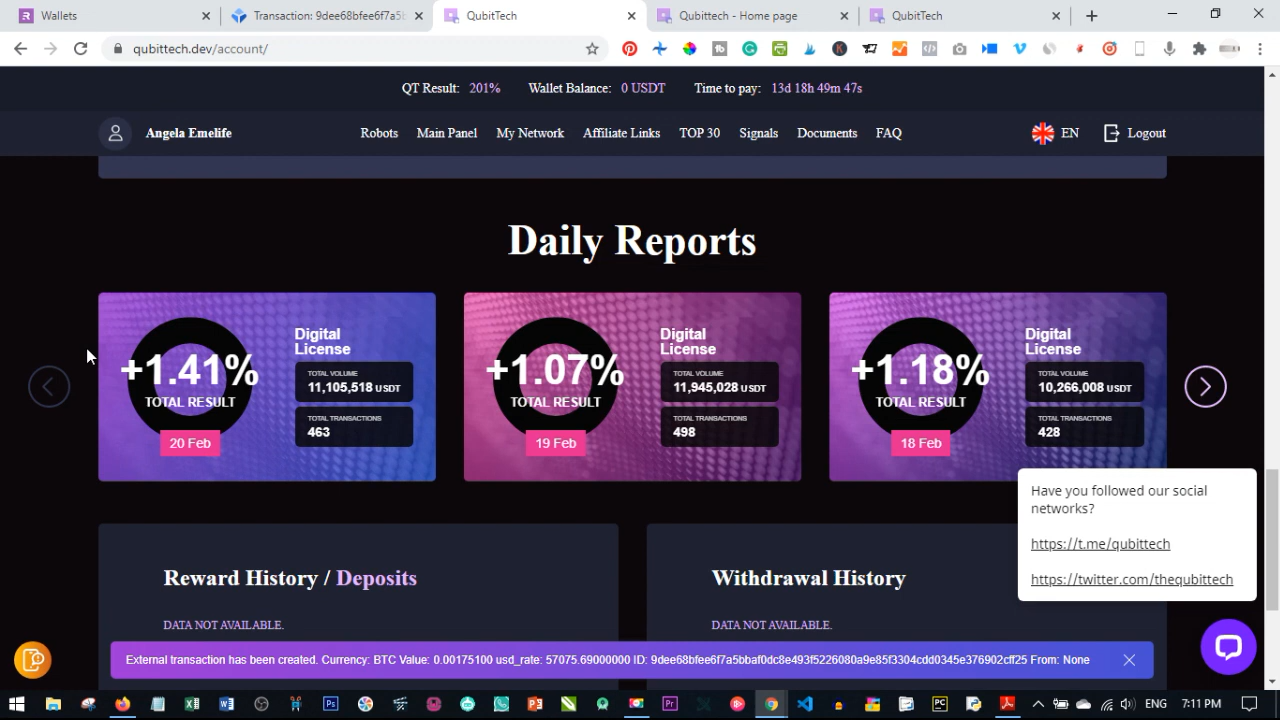 Wallets
Transaction: 9dee68bfee6f7a5b
QubitTech
Qubittech - Home page
QubitTech
qubittech.dev/account/
QT Result: 201% Wallet Balance: 0 USDT Time to pay: 13d 18h 49m 47s
Angela Emelife Robots Main Panel My Network Affiliate Links TOP 30 Signals Documents FAQ EN Logout
Daily Reports
+1.41%
TOTAL RESULT
20 Feb
Digital
License
TOTAL VOLUME
11,105,518 USDT
TOTAL TRANSACTIONS
463
+1.07%
TOTAL RESULT
19 Feb
Digital
License
TOTAL VOLUME
11,945,028 USDT
TOTAL TRANSACTIONS
498
+1.18%
TOTAL RESULT
18 Feb
Digital
License
TOTAL VOLUME
10,266,008 USDT
TOTAL TRANSACTIONS
428
Have you followed our social
networks?
https://t.me/qubittech
https://twitter.com/thequbittech
Reward History / Deposits
DATA NOT AVAILABLE.
Withdrawal History
DATA NOT AVAILABLE.
External transaction has been created. Currency: BTC Value: 0.00175100 usd_rate: 57075.69000000 ID: 9dee68bfee6f7a5bbaf0dc8e493f5226080a9e85f3304cdd0345e376902cff25 From: None
ENG 7:11 PM